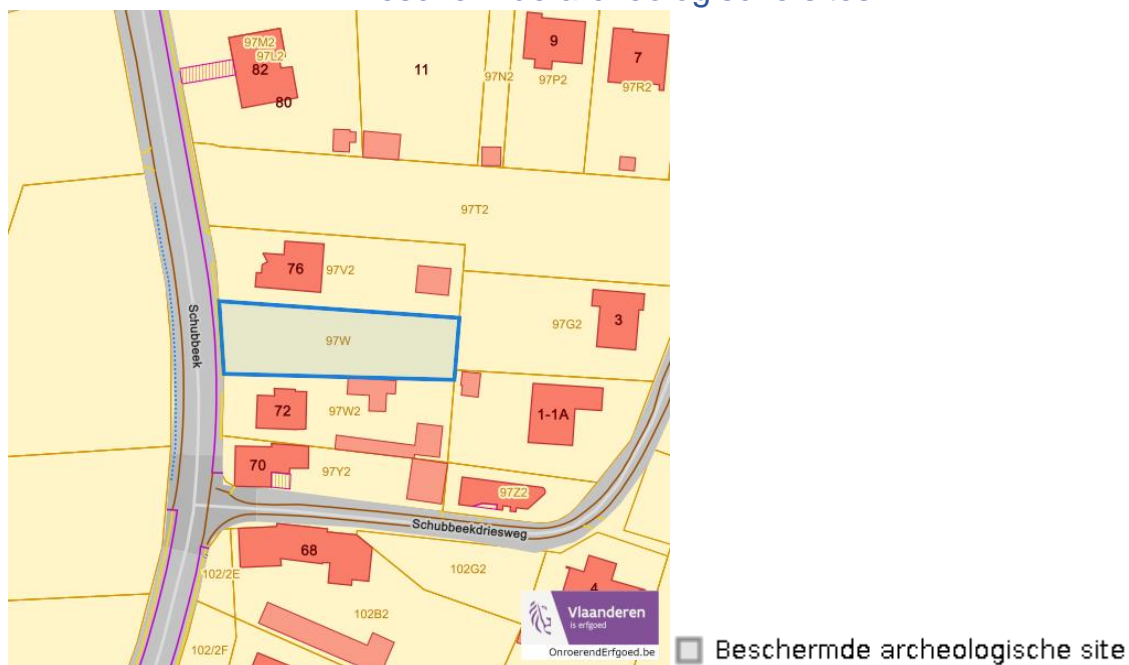 97M2
97L2
82
80
11
97N2
9
97P2
7
97R2
97T2
76
97V2
Schubbeek
97W
97G2
3
72
97W2
1-1A
70
97Y2
97Z2
Schubbeekdriesweg
68
102/2E
102G2
4
102B2
102/2F
Vlaanderen
is erfgoed
OnroerendErfgoed.be
Beschermde archeologische site